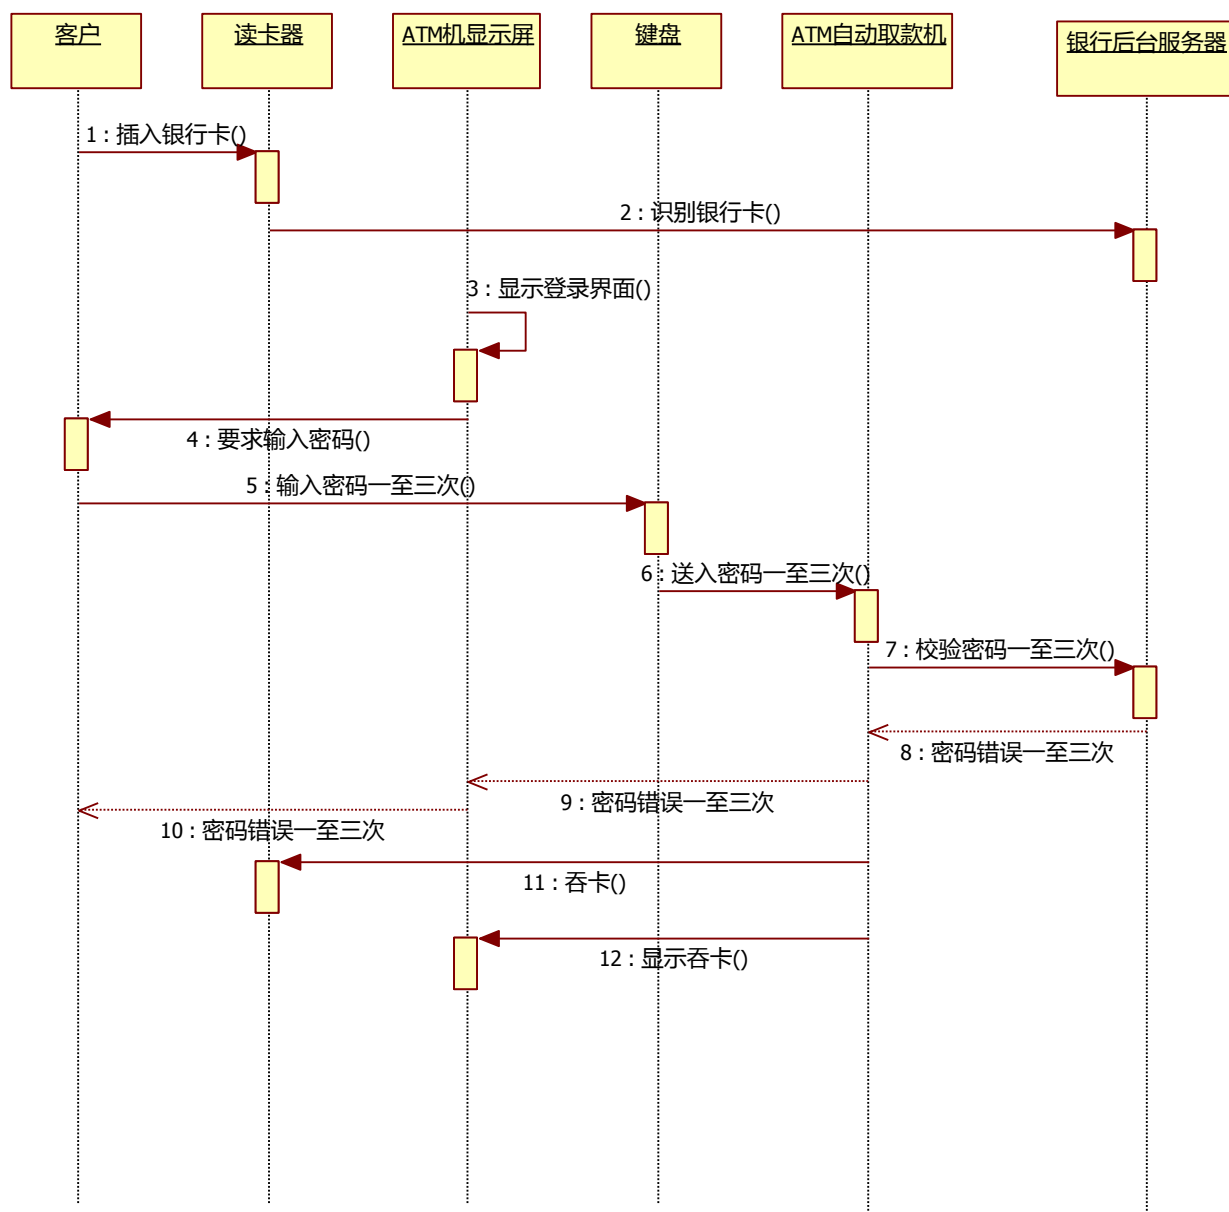 客户
读卡器
ATM机显示屏
键盘
ATM自动取款机
银行后台服务器
1 : 插入银行卡()
2 : 识别银行卡()
3 : 显示登录界面()
4 : 要求输入密码()
5 : 输入密码一至三次()
6 : 送入密码一至三次()
7 : 校验密码一至三次()
8 : 密码错误一至三次
9 : 密码错误一至三次
10 : 密码错误一至三次
11 : 吞卡()
12 : 显示吞卡()